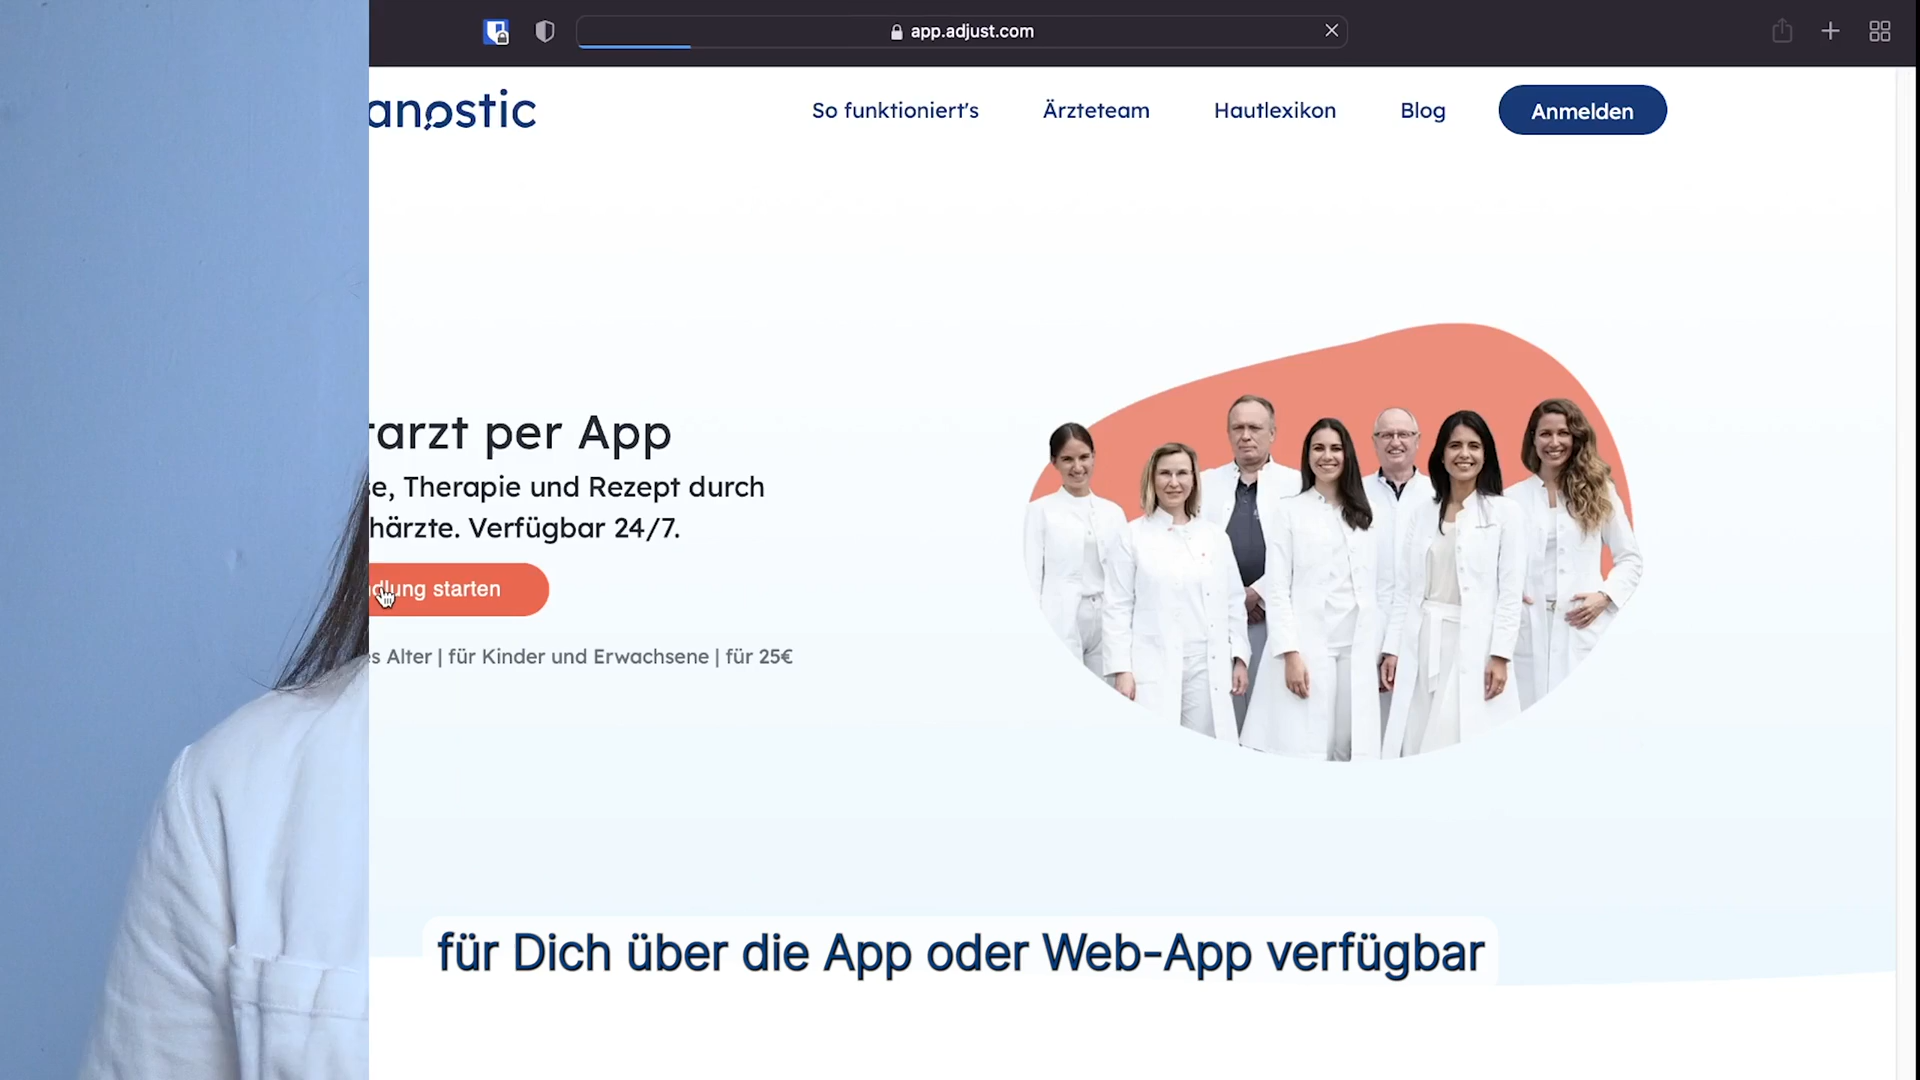 app.adjust.com
anostic
So funktioniert's
Ärzteteam
Hautlexikon
Blog
Anmelden
rarzt per App
se, Therapie und Rezept durch
härzte. Verfügbar 24/7.
dlung starten
s Alter | für Kinder und Erwachsene | für 25€
für Dich über die App oder Web-App verfügbar